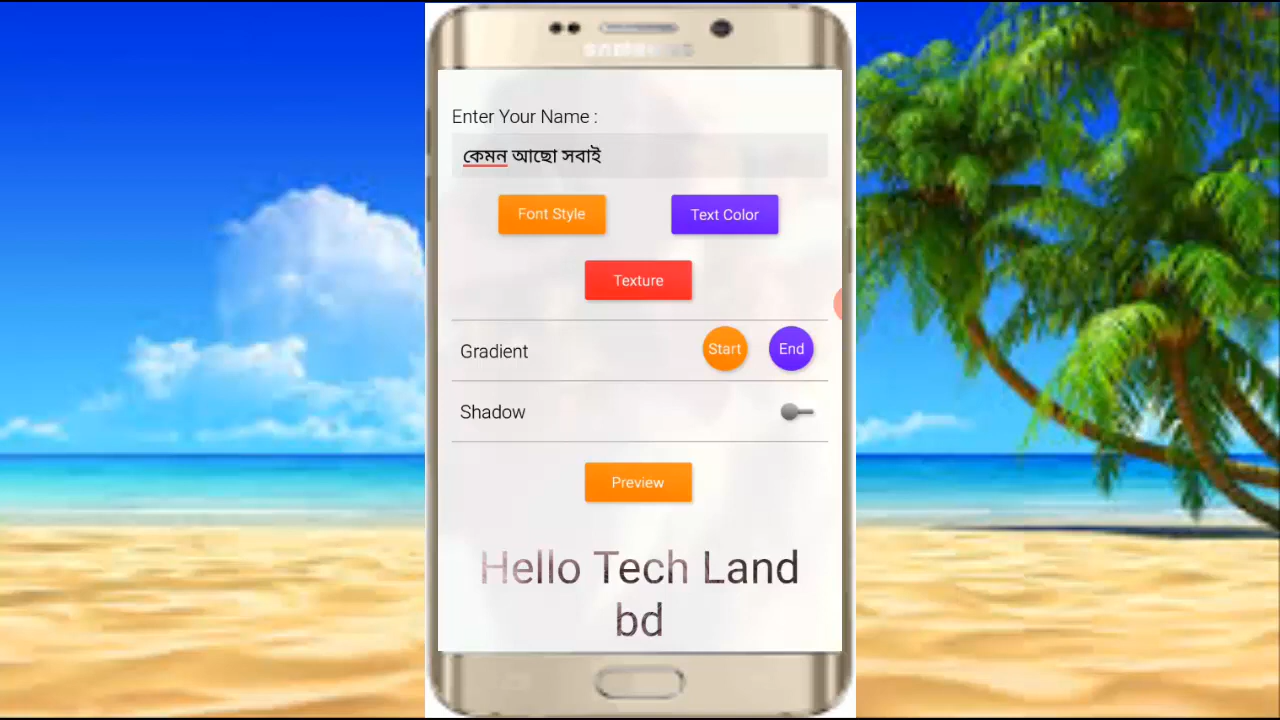 SAMSUNG
Enter Your Name :
কেমন আছো সবাই
Font Style
Text Color
Texture
Gradient
Start
End
Shadow
Preview
Hello Tech Land
bd